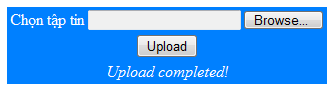 Chọn tập tin Browse...
Upload
Upload completed!